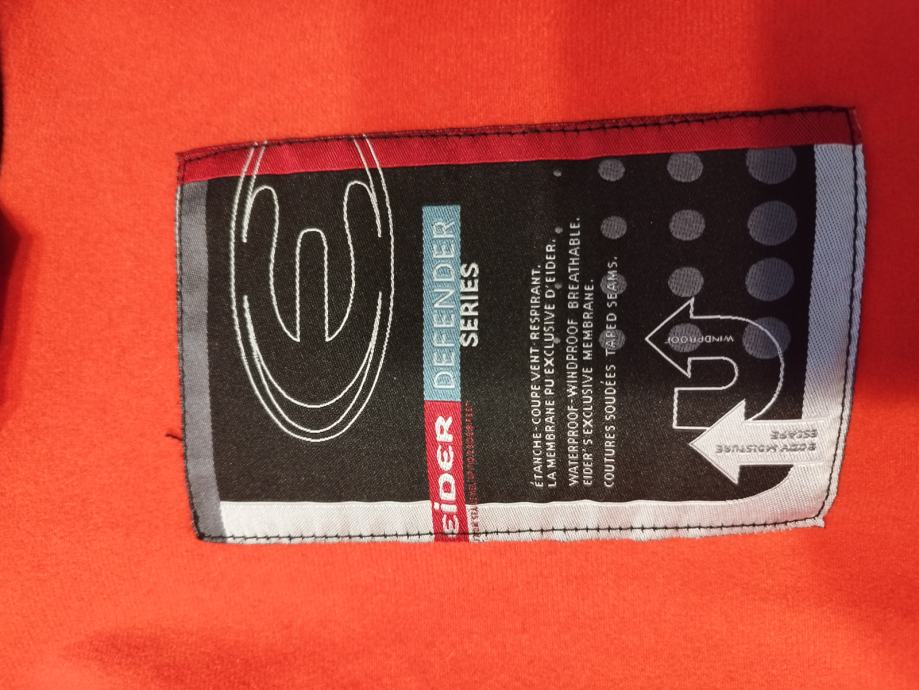 EiDER DEFENDER
SERIES
ÉTANCHE-COUPE VENT-RESPIRANT.
LA MEMBRANE PU EXCLUSIVE D'EIDER.
WATERPROOF-WINDPROOF BREATHABLE.
EIDER'S EXCLUSIVE MEMBRANE.
COUTURES SOUDÉES TAPED SEAMS.
WINDPROOF
BODY MOISTURE
ESCAPE